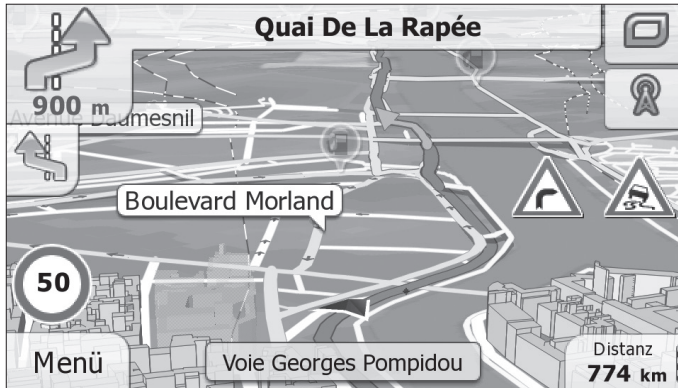 Quai De La Rapée
900 m
Avenue Daumesnil
Boulevard Morland
50
Menü
Voie Georges Pompidou
Distanz
774 km